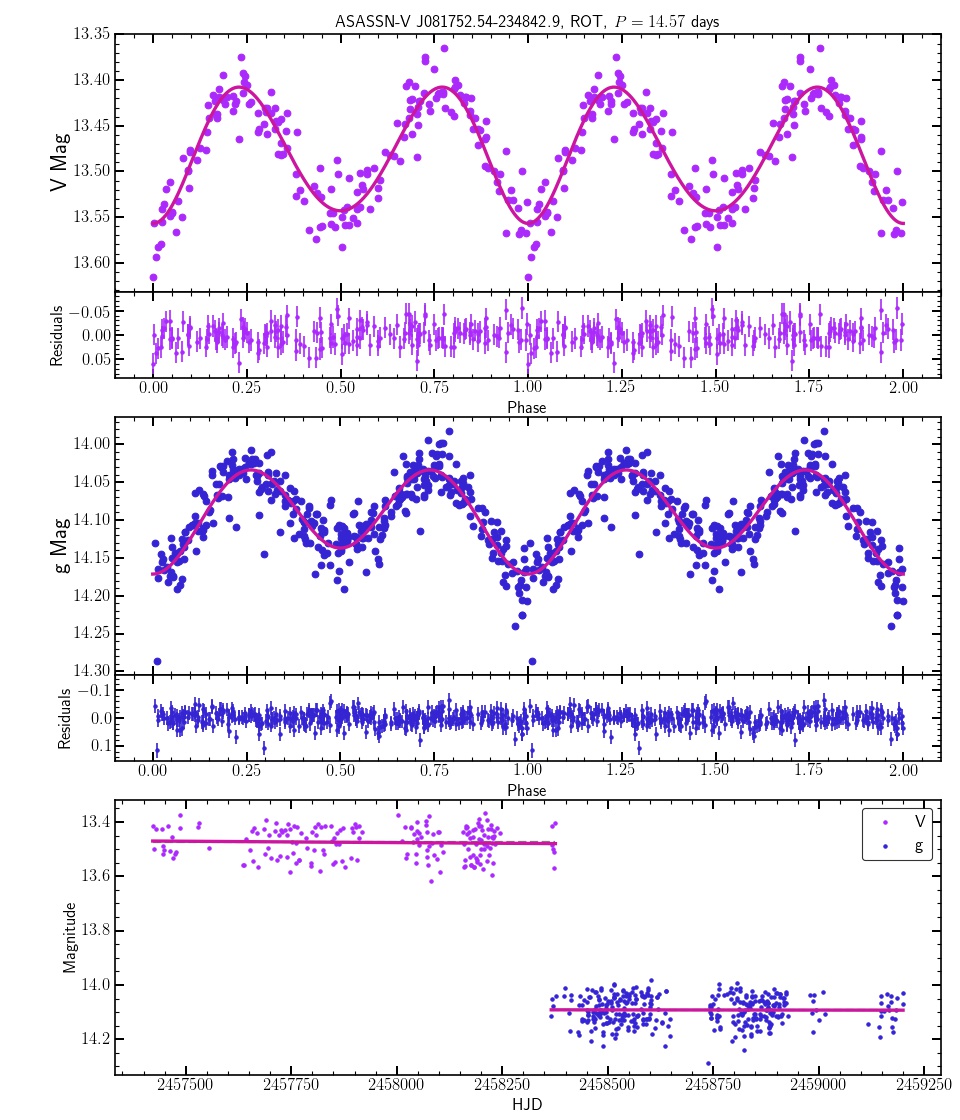 ASASSN-V J081752.54-234842.9, ROT, P = 14.57 days
13.35
13.40
13.45
13.50
13.55
13.60
V Mag
−0.05
0.00
0.05
Residuals
0.00 0.25 0.50 0.75 1.00 1.25 1.50 1.75 2.00
Phase
14.00
14.05
14.10
14.15
14.20
14.25
14.30
g Mag
−0.1
0.0
0.1
Residuals
0.00 0.25 0.50 0.75 1.00 1.25 1.50 1.75 2.00
Phase
13.4
13.6
13.8
14.0
14.2
Magnitude
V
g
2457500 2457750 2458000 2458250 2458500 2458750 2459000 2459250
HJD